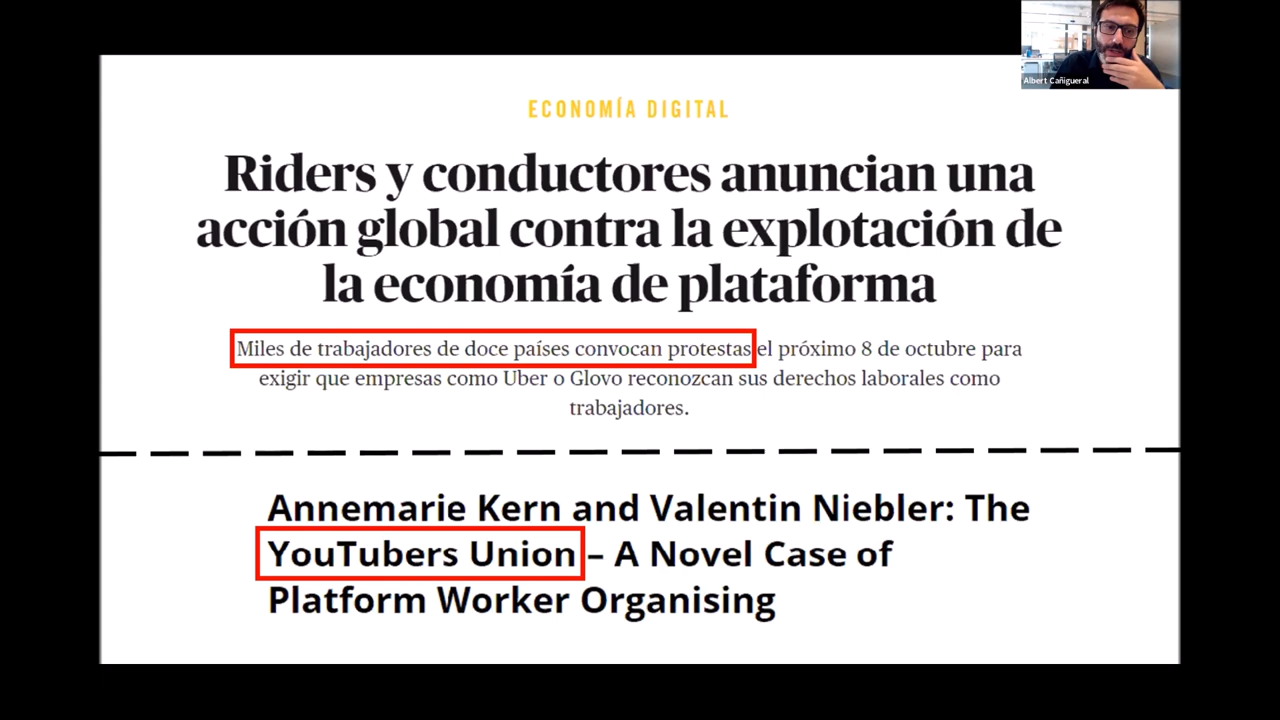 Albert Cañigueral
ECONOMÍA DIGITAL
Riders y conductores anuncian una
acción global contra la explotación de
la economía de plataforma
Miles de trabajadores de doce países convocan protestas el próximo 8 de octubre para
exigir que empresas como Uber o Glovo reconozcan sus derechos laborales como
trabajadores.
Annemarie Kern and Valentin Niebler: The
YouTubers Union – A Novel Case of
Platform Worker Organising